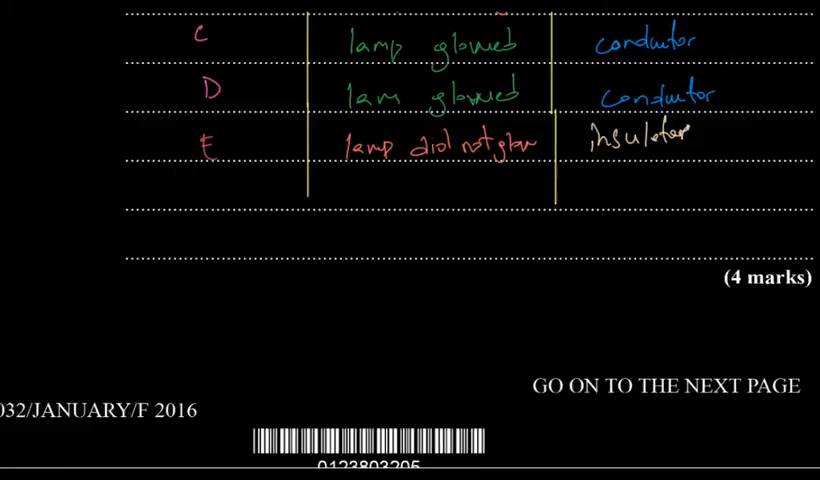 C lamp glowed conductor
D lam glowed conductor
E lamp did not glow insulator
(4 marks)
GO ON TO THE NEXT PAGE
032/JANUARY/F 2016
0123803205